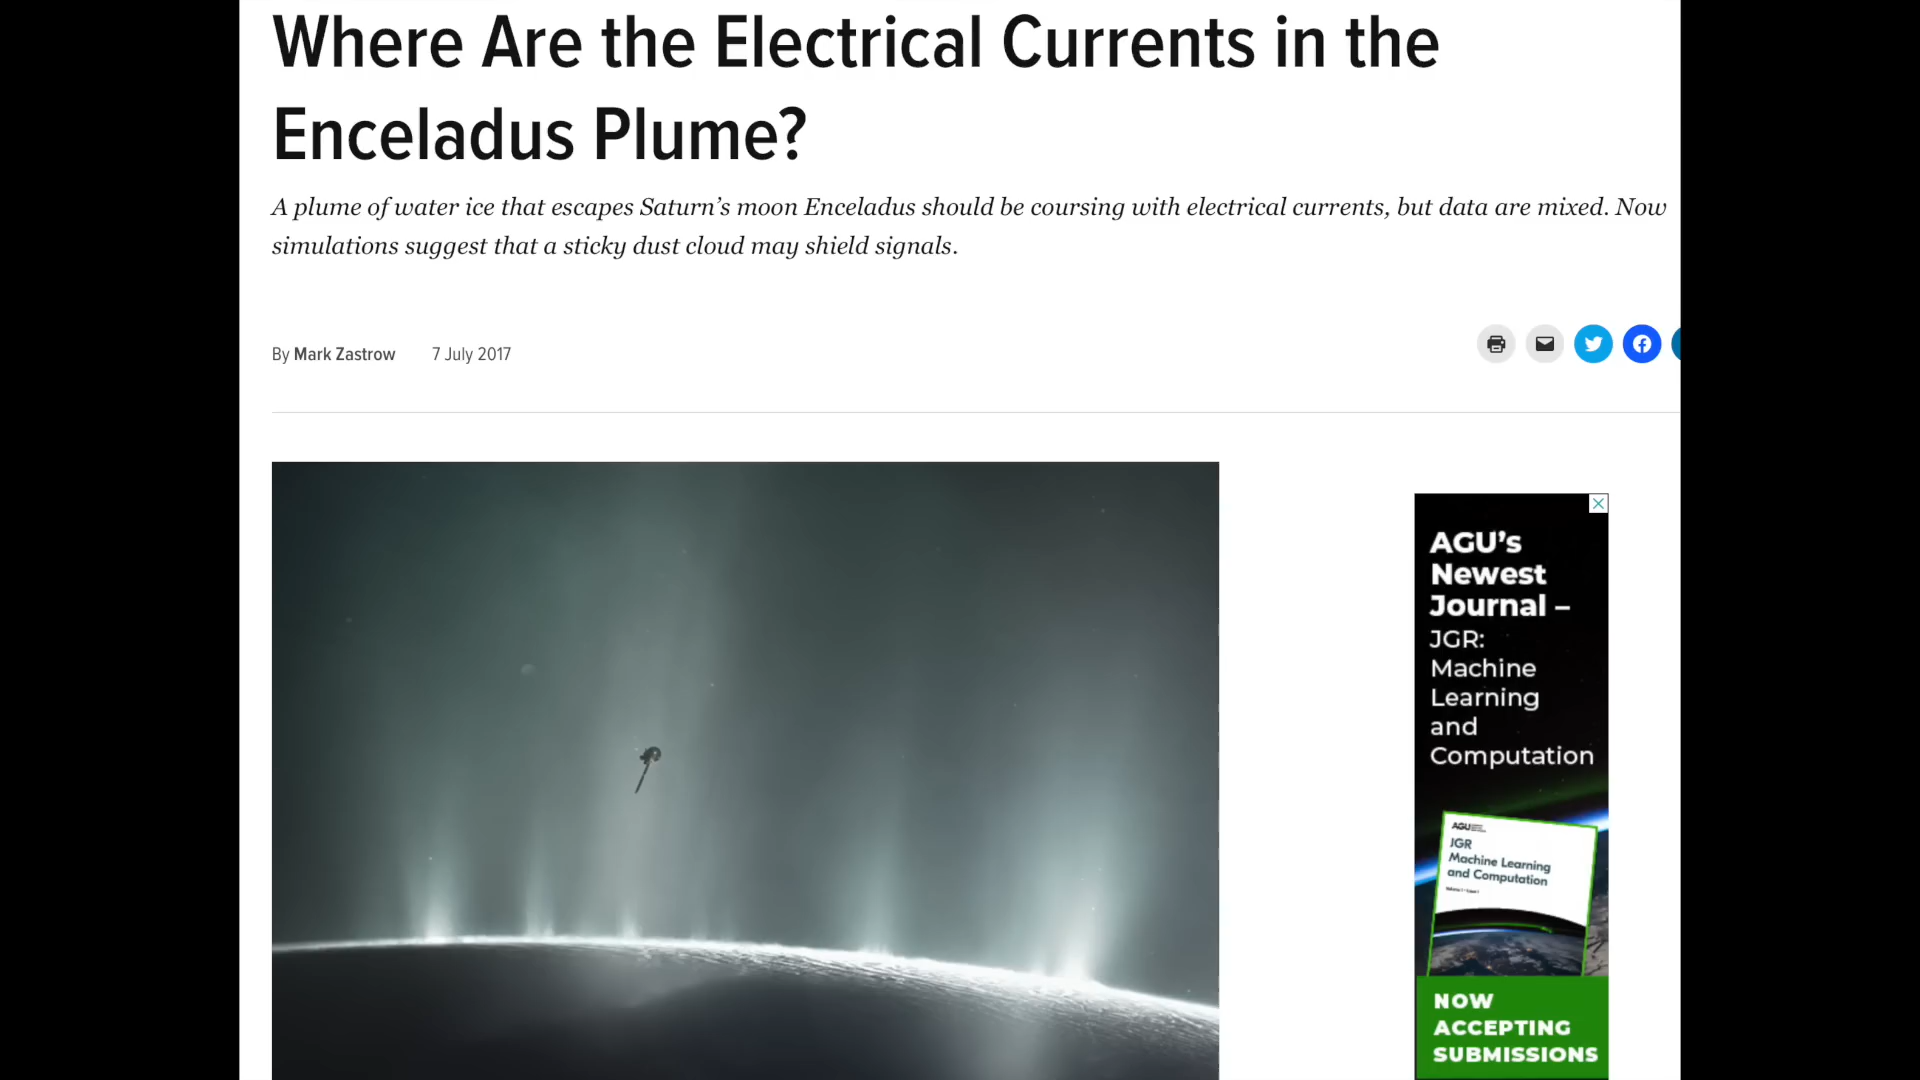 Where Are the Electrical Currents in the
Enceladus Plume?
A plume of water ice that escapes Saturn’s moon Enceladus should be coursing with electrical currents, but data are mixed. Now
simulations suggest that a sticky dust cloud may shield signals.
By Mark Zastrow 7 July 2017
AGU’s
Newest
Journal –
JGR:
Machine
Learning
and
Computation
AGU
JGR
Machine Learning
and Computation
NOW
ACCEPTING
SUBMISSIONS